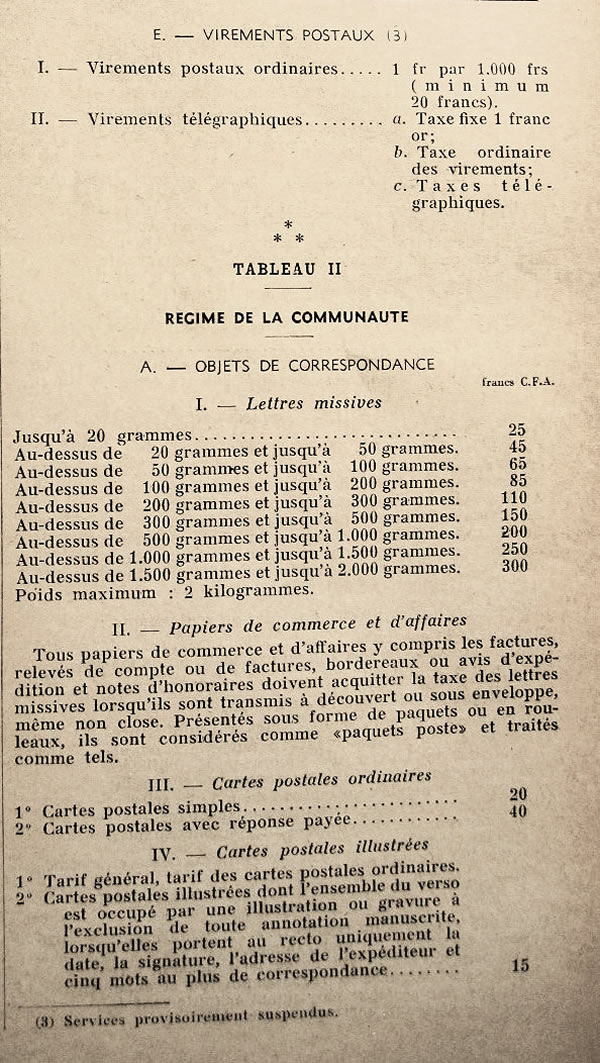 E. — VIREMENTS POSTAUX (3)
I. — Virements postaux ordinaires..... 1 fr par 1.000 frs
(minimum
20 francs).
II. — Virements télégraphiques......... a. Taxe fixe 1 franc
or;
b. Taxe ordinaire
des virements;
c. Taxes télé-
graphiques.
*
* *
TABLEAU II
REGIME DE LA COMMUNAUTE
A. — OBJETS DE CORRESPONDANCE
francs C.F.A.
I. — Lettres missives
Jusqu'à 20 grammes............................ 25
Au-dessus de 20 grammes et jusqu'à 50 grammes. 45
Au-dessus de 50 grammes et jusqu'à 100 grammes. 65
Au-dessus de 100 grammes et jusqu'à 200 grammes. 85
Au-dessus de 200 grammes et jusqu'à 300 grammes. 110
Au-dessus de 300 grammes et jusqu'à 500 grammes. 150
Au-dessus de 500 grammes et jusqu'à 1.000 grammes. 200
Au-dessus de 1.000 grammes et jusqu'à 1.500 grammes. 250
Au-dessus de 1.500 grammes et jusqu'à 2.000 grammes. 300
Poids maximum : 2 kilogrammes.
II. — Papiers de commerce et d'affaires
Tous papiers de commerce et d'affaires y compris les factures,
relevés de compte ou de factures, bordereaux ou avis d'expé-
dition et notes d'honoraires doivent acquitter la taxe des lettres
missives lorsqu'ils sont transmis à découvert ou sous enveloppe,
même non close. Présentés sous forme de paquets ou en rou-
leaux, ils sont considérés comme «paquets poste» et traités
comme tels.
III. — Cartes postales ordinaires
1° Cartes postales simples....................... 20
2° Cartes postales avec réponse payée............ 40
IV. — Cartes postales illustrées
1° Tarif général, tarif des cartes postales ordinaires.
2° Cartes postales illustrées dont l'ensemble du verso
est occupé par une illustration ou gravure à
l'exclusion de toute annotation manuscrite,
lorsqu'elles portent au recto uniquement la
date, la signature, l'adresse de l'expéditeur et
cinq mots au plus de correspondance........ 15
(3) Services provisoirement suspendus.